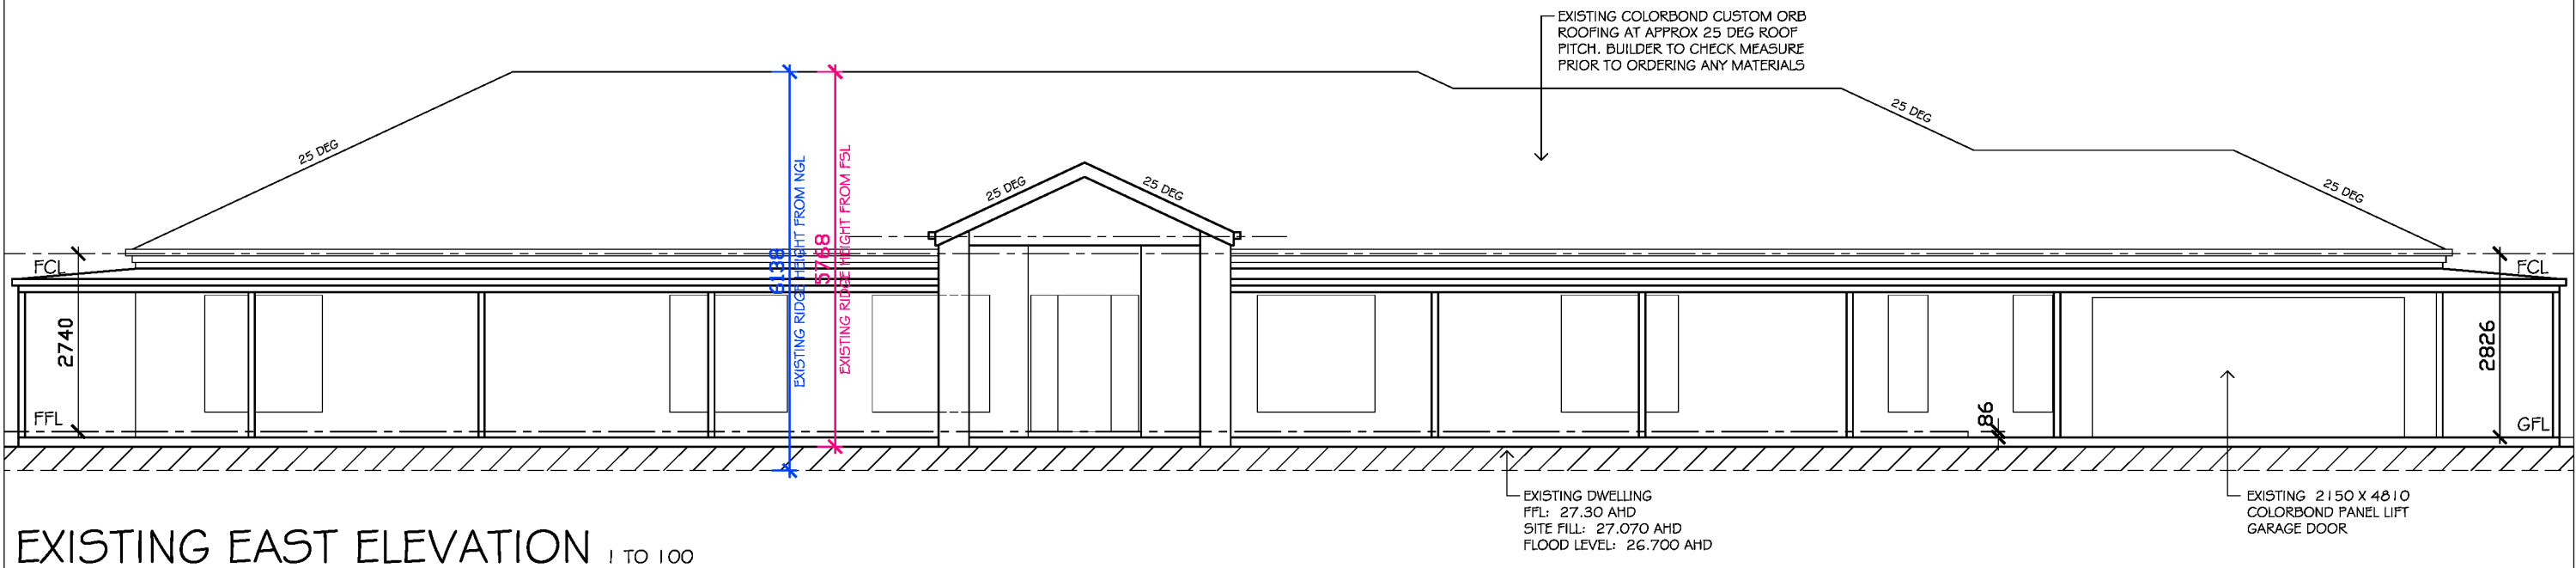 EXISTING COLORBOND CUSTOM ORB
ROOFING AT APPROX 25 DEG ROOF
PITCH. BUILDER TO CHECK MEASURE
PRIOR TO ORDERING ANY MATERIALS
25 DEG
25 DEG
25 DEG
25 DEG
25 DEG
6138
EXISTING RIDGE HEIGHT FROM NGL
5768
EXISTING RIDGE HEIGHT FROM FSL
FCL
FCL
2740
2826
FFL
86
GFL
EXISTING DWELLING
FFL: 27.30 AHD
SITE FILL: 27.070 AHD
FLOOD LEVEL: 26.700 AHD
EXISTING 2150 X 4810
COLORBOND PANEL LIFT
GARAGE DOOR
EXISTING EAST ELEVATION 1 TO 100